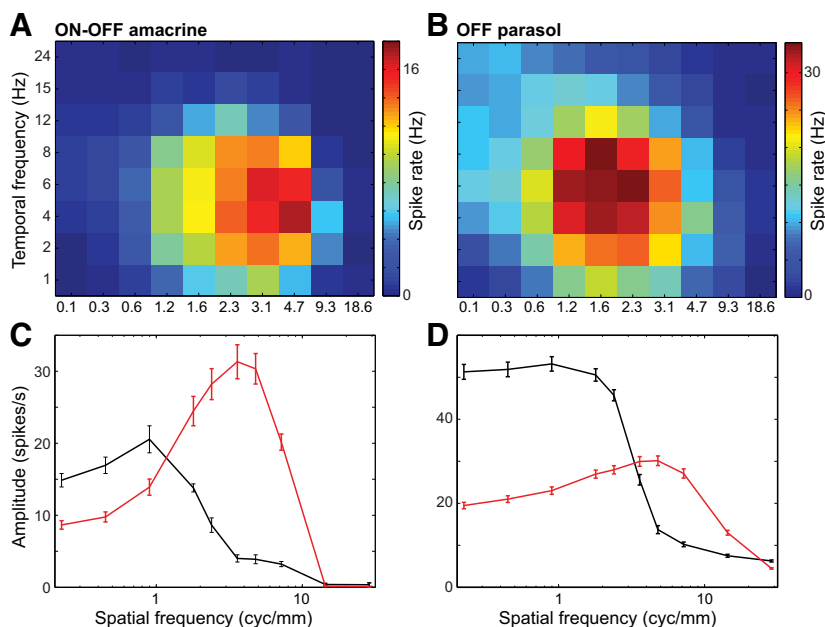 A ON-OFF amacrine
B OFF parasol
Temporal frequency (Hz)
24
15
12
8
6
4
2
1
0.1 0.3 0.6 1.2 1.6 2.3 3.1 4.7 9.3 18.6
16
0
Spike rate (Hz)
0.1 0.3 0.6 1.2 1.6 2.3 3.1 4.7 9.3 18.6
30
0
Spike rate (Hz)
C
Amplitude (spikes/s)
30
20
10
0
1 10
Spatial frequency (cyc/mm)
D
40
20
0
1 10
Spatial frequency (cyc/mm)